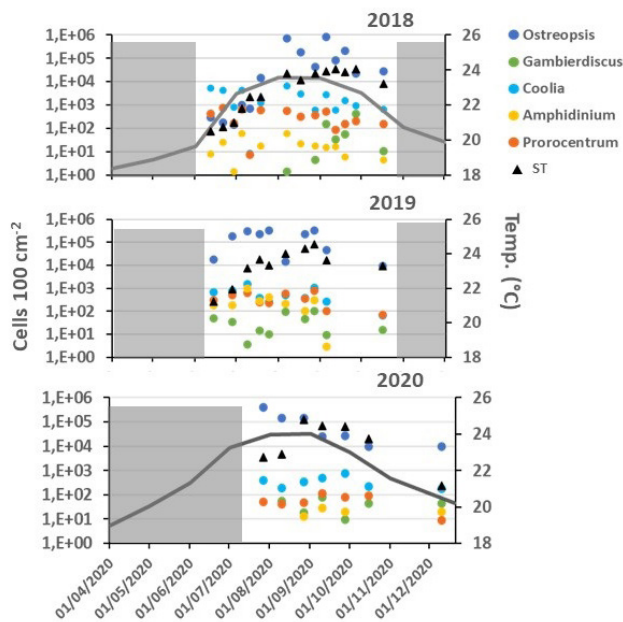 2018
1,E+06
1,E+05
1,E+04
1,E+03
1,E+02
1,E+01
1,E+00
26
24
22
20
18
Ostreopsis
Gambierdiscus
Coolia
Amphidinium
Prorocentrum
ST
2019
1,E+06
1,E+05
1,E+04
1,E+03
1,E+02
1,E+01
1,E+00
26
24
22
20
18
Cells 100 cm-2
Temp. (°C)
2020
1,E+06
1,E+05
1,E+04
1,E+03
1,E+02
1,E+01
1,E+00
26
24
22
20
18
01/04/2020
01/05/2020
01/06/2020
01/07/2020
01/08/2020
01/09/2020
01/10/2020
01/11/2020
01/12/2020